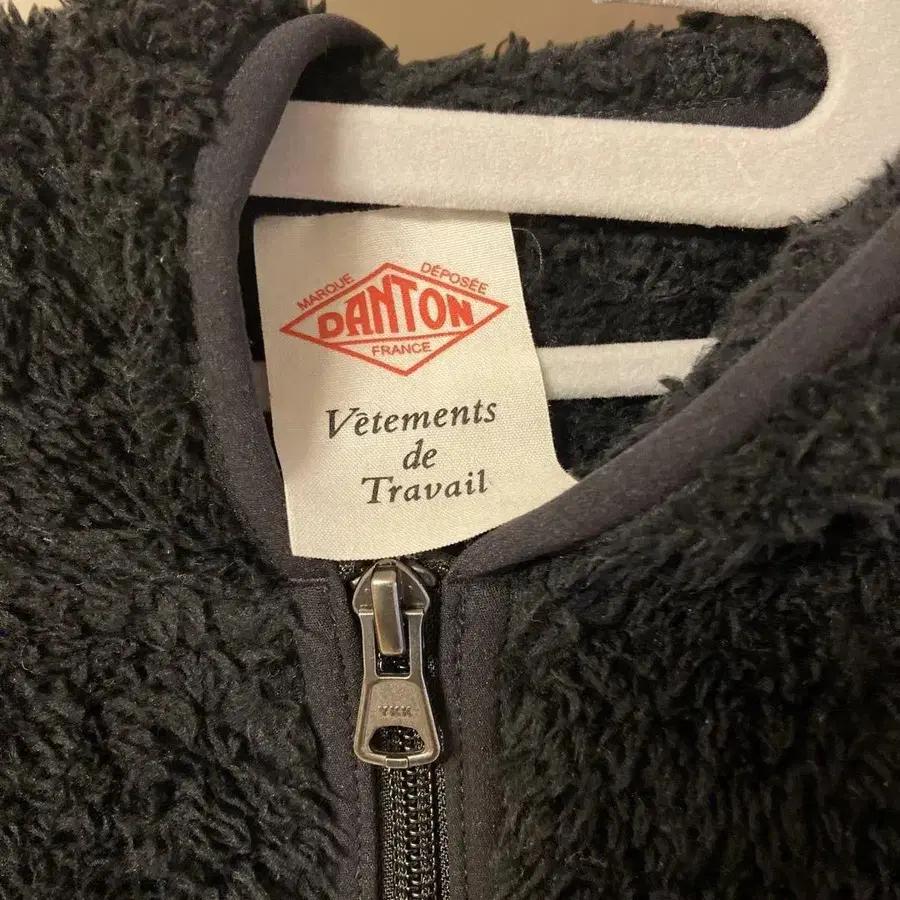 MARQUE DÉPOSÉE
DANTON
FRANCE
Vêtements
de
Travail
YKK